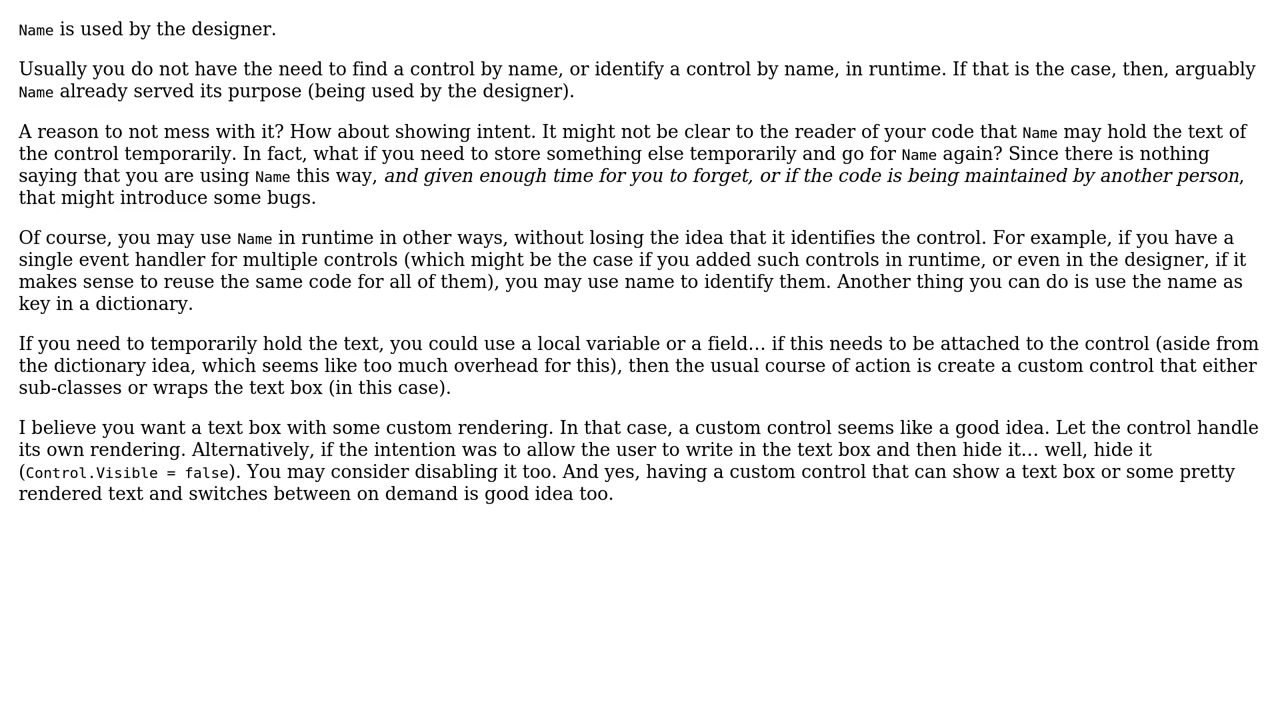 Name is used by the designer.
Usually you do not have the need to find a control by name, or identify a control by name, in runtime. If that is the case, then, arguably
Name already served its purpose (being used by the designer).
A reason to not mess with it? How about showing intent. It might not be clear to the reader of your code that Name may hold the text of
the control temporarily. In fact, what if you need to store something else temporarily and go for Name again? Since there is nothing
saying that you are using Name this way, and given enough time for you to forget, or if the code is being maintained by another person,
that might introduce some bugs.
Of course, you may use Name in runtime in other ways, without losing the idea that it identifies the control. For example, if you have a
single event handler for multiple controls (which might be the case if you added such controls in runtime, or even in the designer, if it
makes sense to reuse the same code for all of them), you may use name to identify them. Another thing you can do is use the name as
key in a dictionary.
If you need to temporarily hold the text, you could use a local variable or a field… if this needs to be attached to the control (aside from
the dictionary idea, which seems like too much overhead for this), then the usual course of action is create a custom control that either
sub-classes or wraps the text box (in this case).
I believe you want a text box with some custom rendering. In that case, a custom control seems like a good idea. Let the control handle
its own rendering. Alternatively, if the intention was to allow the user to write in the text box and then hide it… well, hide it
(Control.Visible = false). You may consider disabling it too. And yes, having a custom control that can show a text box or some pretty
rendered text and switches between on demand is good idea too.